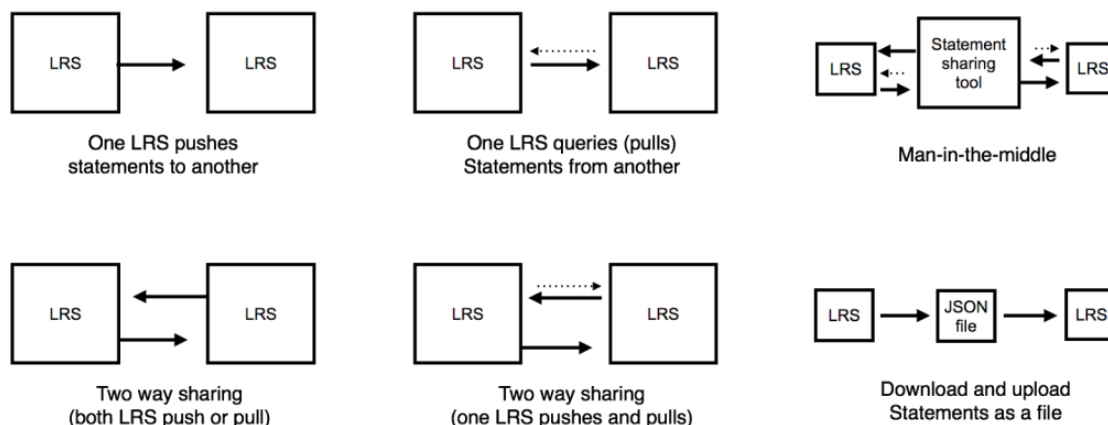 LRS
LRS
One LRS pushes
statements to another
LRS
LRS
One LRS queries (pulls)
Statements from another
LRS
Statement
sharing
tool
LRS
Man-in-the-middle
LRS
LRS
Two way sharing
(both LRS push or pull)
LRS
LRS
Two way sharing
(one LRS pushes and pulls)
LRS
JSON
file
LRS
Download and upload
Statements as a file